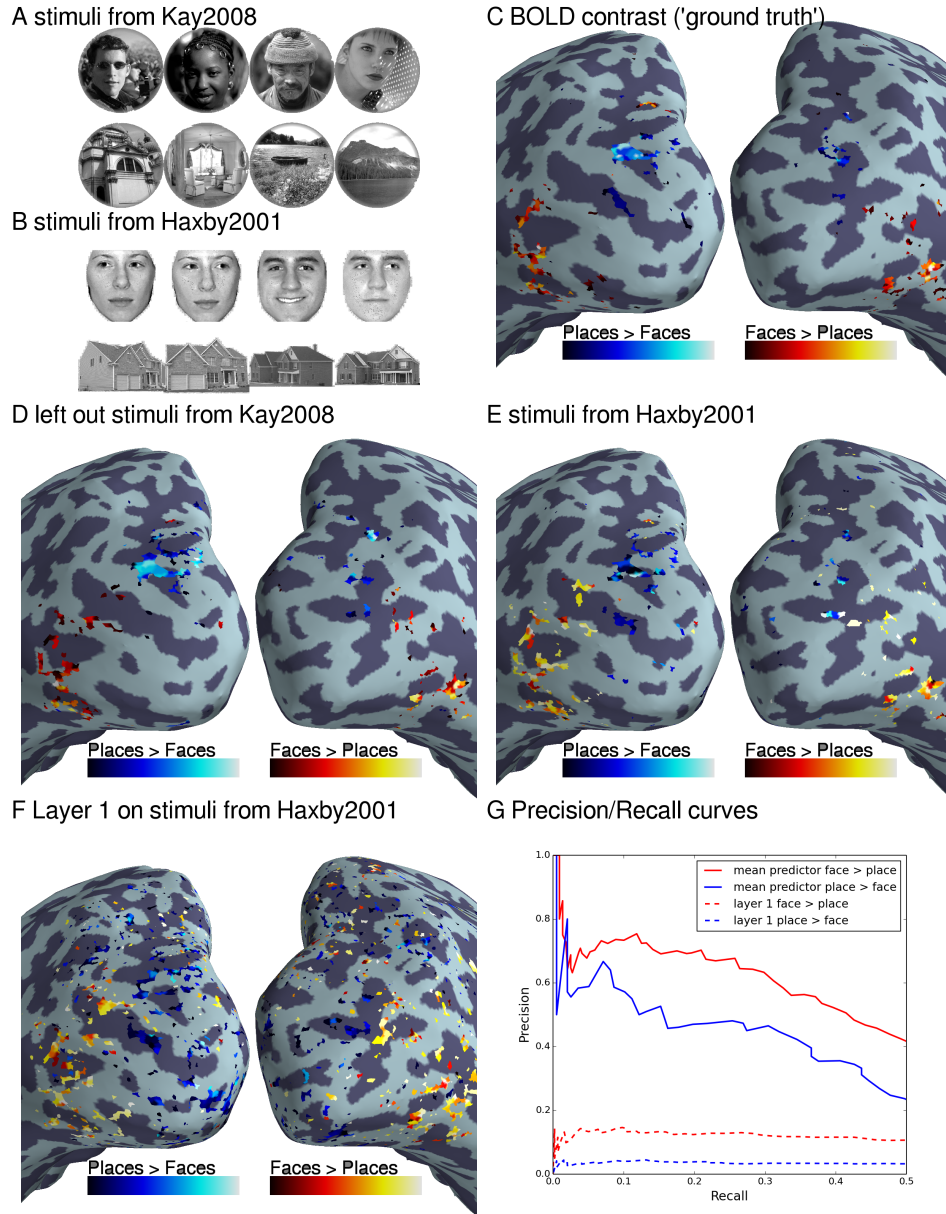 A stimuli from Kay2008
B stimuli from Haxby2001
C BOLD contrast ('ground truth')
Places > Faces
Faces > Places
D left out stimuli from Kay2008
Places > Faces
Faces > Places
E stimuli from Haxby2001
Places > Faces
Faces > Places
F Layer 1 on stimuli from Haxby2001
Places > Faces
Faces > Places
G Precision/Recall curves
1.0
0.8
0.6
0.4
0.2
0.0
Precision
mean predictor face > place
mean predictor place > face
layer 1 face > place
layer 1 place > face
0.0 0.1 0.2 0.3 0.4 0.5
Recall